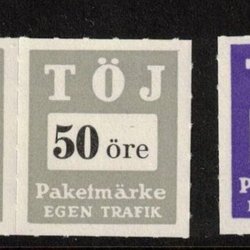 TÖJ
50 öre
Paketmärke
EGEN TRAFIK